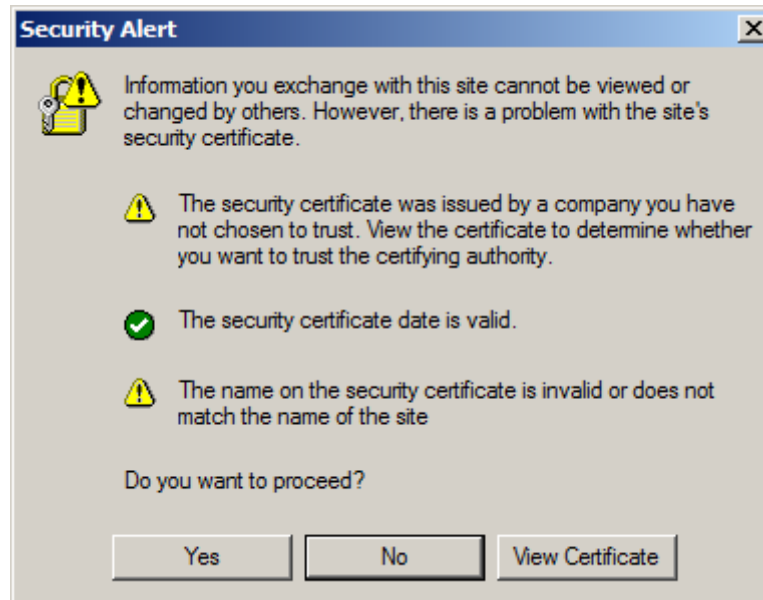 Security Alert
Information you exchange with this site cannot be viewed or
changed by others. However, there is a problem with the site's
security certificate.
The security certificate was issued by a company you have
not chosen to trust. View the certificate to determine whether
you want to trust the certifying authority.
The security certificate date is valid.
The name on the security certificate is invalid or does not
match the name of the site
Do you want to proceed?
Yes
No
View Certificate